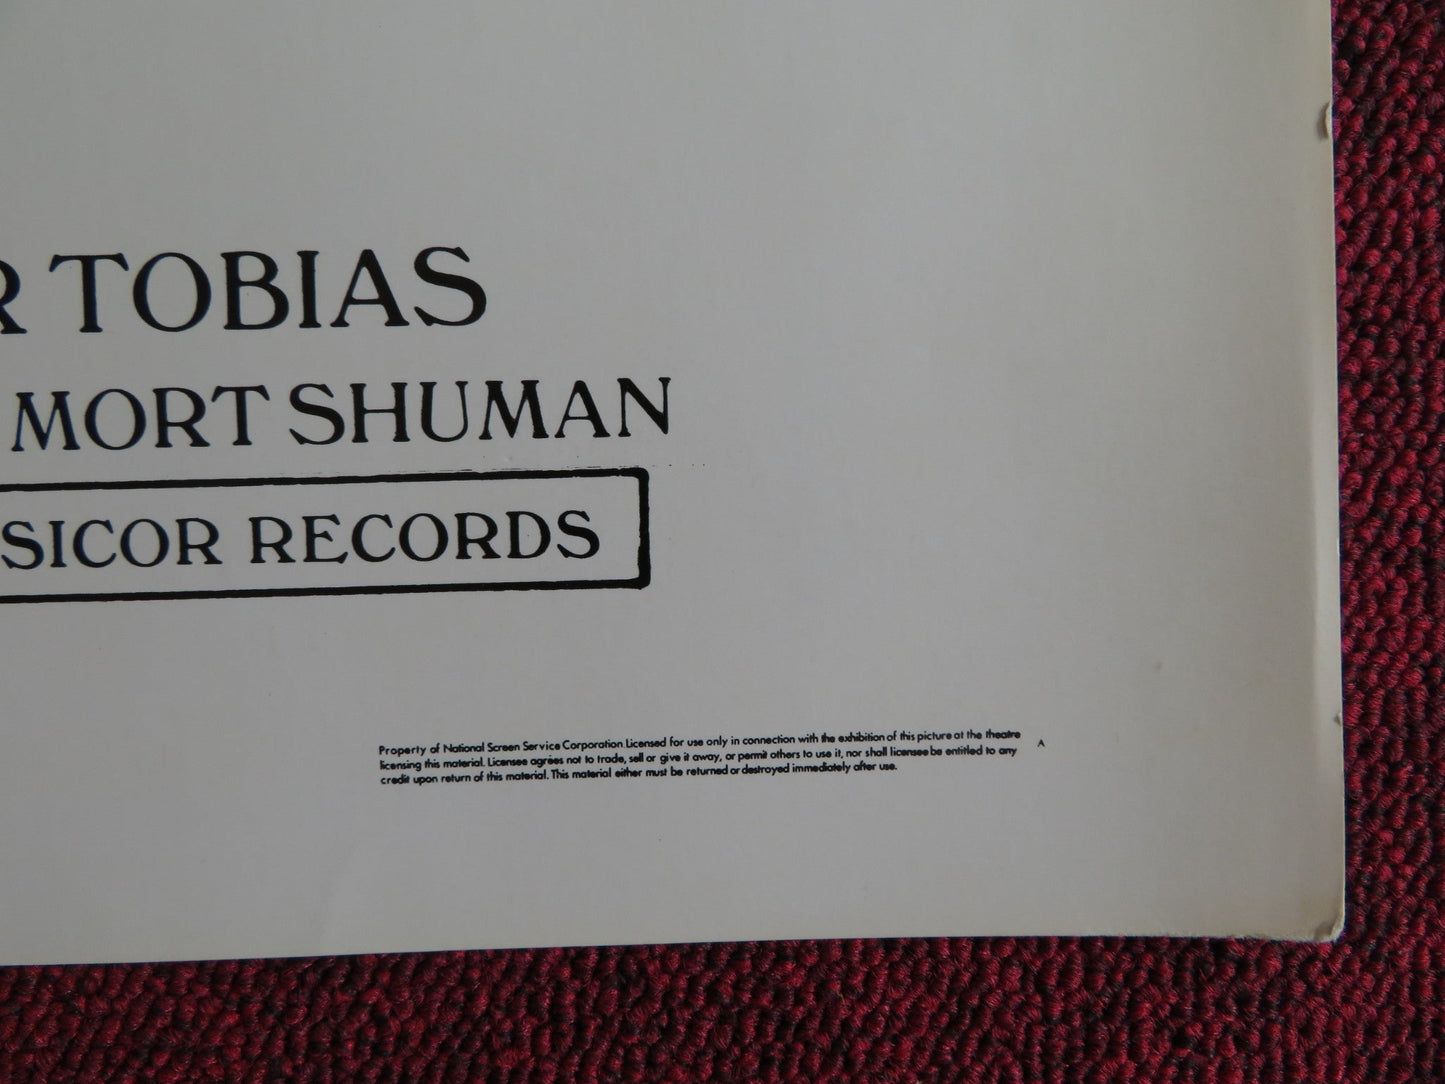 R TOBIAS
MORT SHUMAN
SICOR RECORDS
Property of National Screen Service Corporation Licensed for use only in connection with the exhibition of this picture at the theatre
licensing this material. Licensee agrees not to trade, sell or give it away, or permit others to use it, nor shall licensee be entitled to any
credit upon return of this material. This material either must be returned or destroyed immediately after use.
A